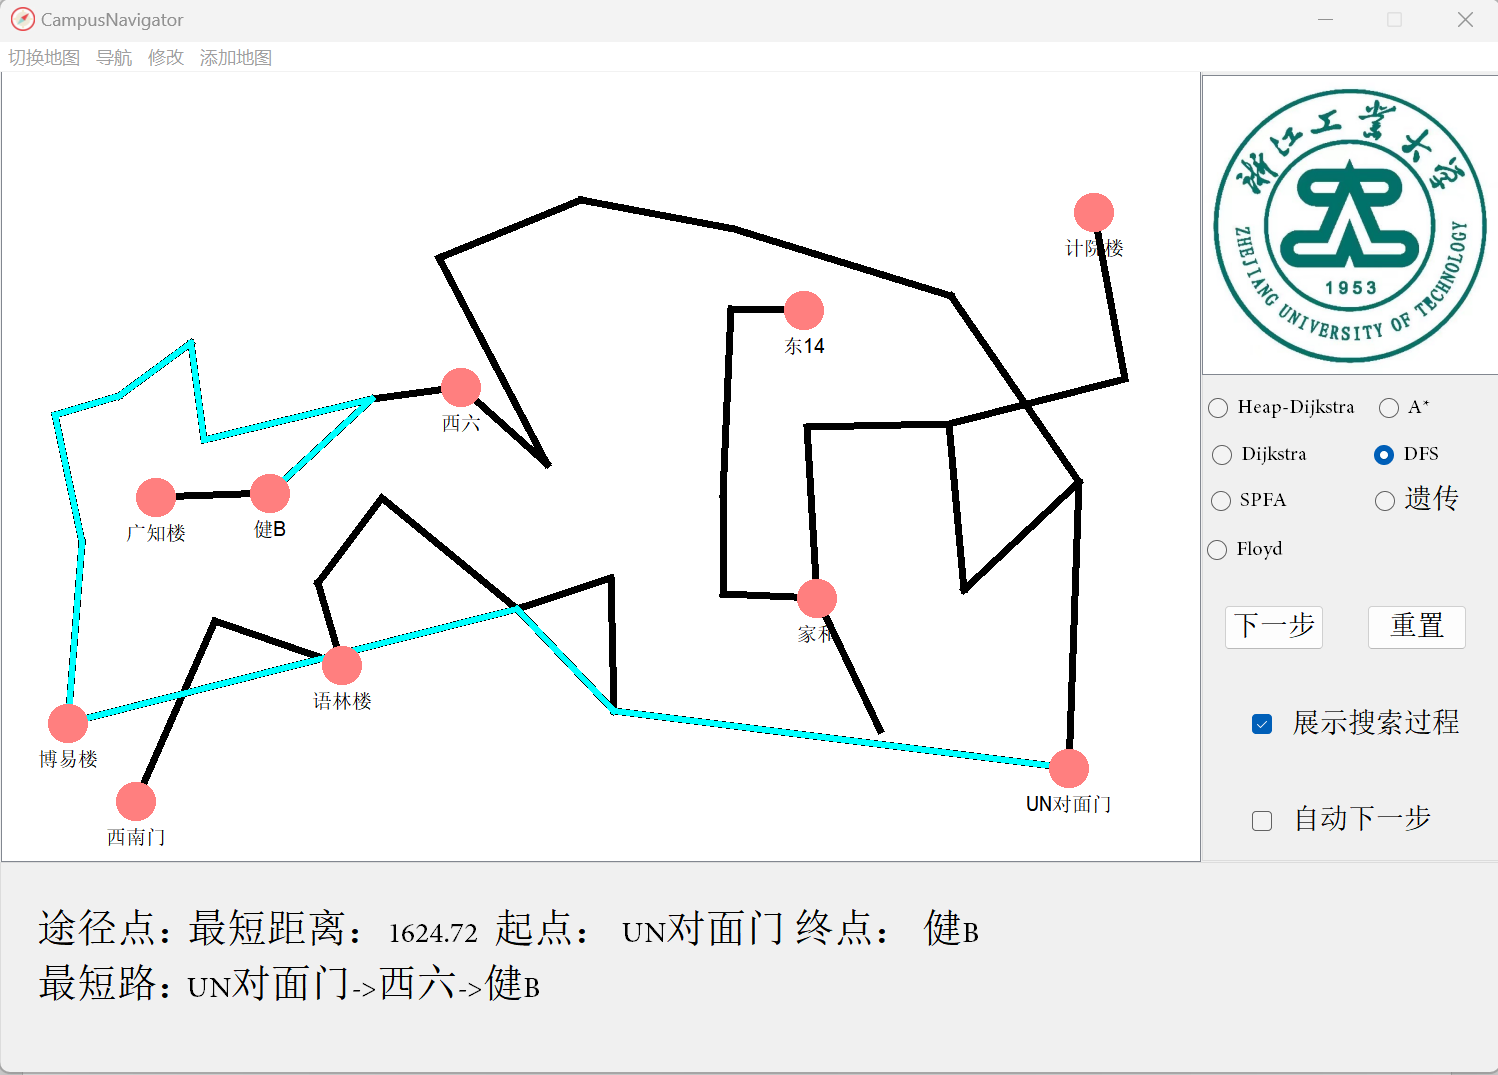 CampusNavigator
切换地图 导航 修改 添加地图
浙江工业大学
1953
ZHEJIANG UNIVERSITY OF TECHNOLOGY
计院楼
东14
西六
广知楼
健B
家和
语林楼
博易楼
UN对面门
西南门
Heap-Dijkstra A*
Dijkstra DFS
SPFA 遗传
Floyd
下一步 重置
展示搜索过程
自动下一步
途径点: 最短距离: 1624.72 起点: UN对面门 终点: 健B
最短路: UN对面门->西六->健B